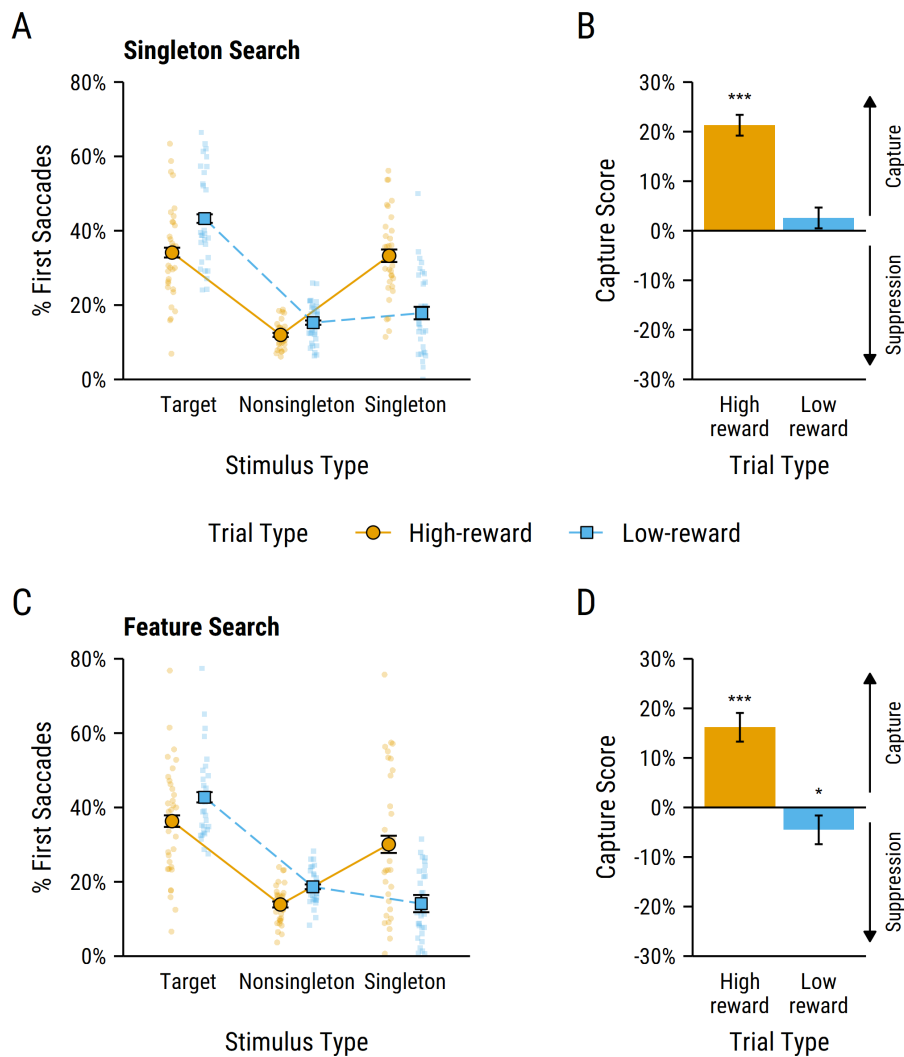 A
Singleton Search
80%
60%
40%
20%
0%
% First Saccades
Target Nonsingleton Singleton
Stimulus Type
B
30%
20%
10%
0%
-10%
-20%
-30%
Capture Score
***
Capture
Suppression
High reward
Low reward
Trial Type
Trial Type High-reward Low-reward
C
Feature Search
80%
60%
40%
20%
0%
% First Saccades
Target Nonsingleton Singleton
Stimulus Type
D
30%
20%
10%
0%
-10%
-20%
-30%
Capture Score
***
*
Capture
Suppression
High reward
Low reward
Trial Type